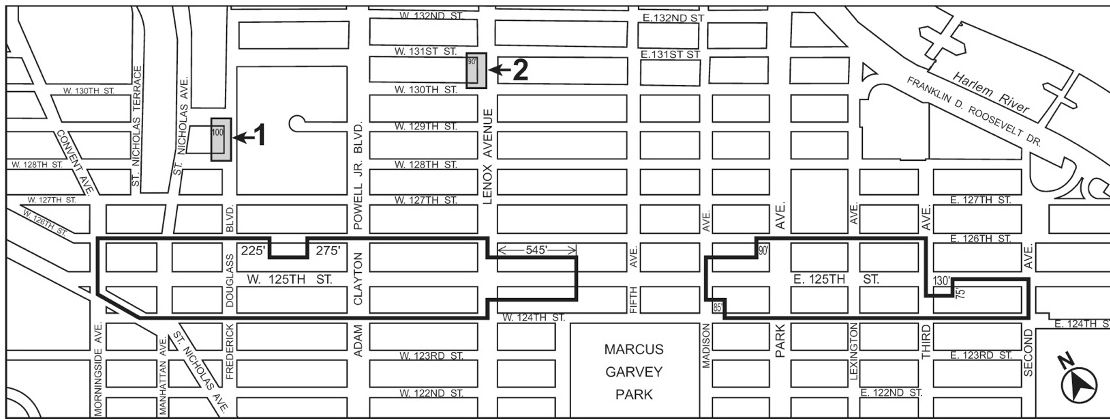 W. 132ND ST.
E.132ND ST
W. 131ST ST.
E.131ST ST
90'
2
Harlem River
FRANKLIN D. ROOSEVELT DR.
W. 130TH ST.
W. 130TH ST.
ST. NICHOLAS TERRACE
ST. NICHOLAS AVE.
CONVENT AVE.
100
1
W. 129TH ST.
POWELL JR. BLVD.
LENOX AVENUE
W. 128TH ST.
W. 128TH ST.
W. 127TH ST.
W. 127TH ST.
E. 127TH ST.
W. 126TH ST.
BLVD.
AVE.
AVE.
AVE.
AVE.
E. 126TH ST.
225'
275'
545'
AVE.
90'
AVE.
W. 125TH ST.
E. 125TH ST.
130'
75'
DOUGLASS
CLAYTON
FIFTH
85'
W. 124TH ST.
E. 124TH ST.
MORNINGSIDE AVE.
MANHATTAN AVE.
ST. NICHOLAS AVE.
FREDERICK
ADAM
MADISON
PARK
LEXINGTON
THIRD
SECOND
W. 123RD ST.
E. 123RD ST.
MARCUS
GARVEY
PARK
W. 122ND ST.
E. 122ND ST.
N